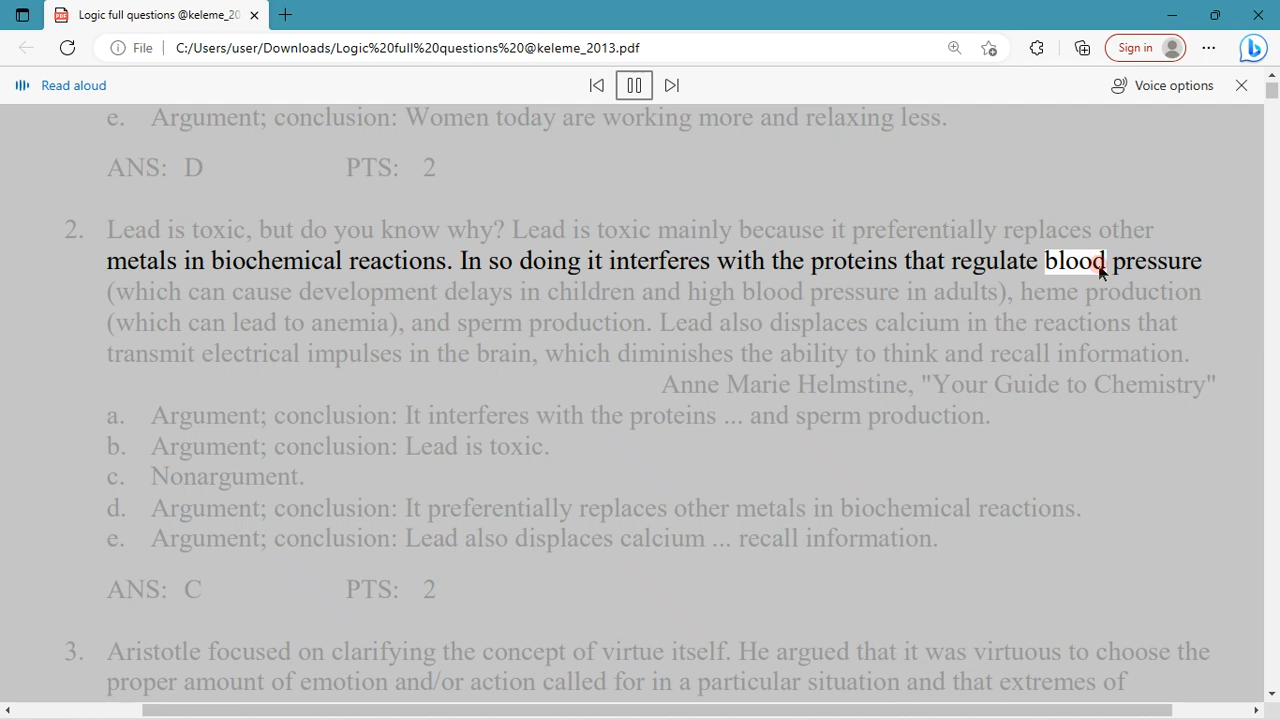 Logic full questions @keleme_20
File
C:/Users/user/Downloads/Logic%20full%20questions%20@keleme_2013.pdf
Sign in
Read aloud
Voice options
e. Argument; conclusion: Women today are working more and relaxing less.
ANS: D PTS: 2
2. Lead is toxic, but do you know why? Lead is toxic mainly because it preferentially replaces other
metals in biochemical reactions. In so doing it interferes with the proteins that regulate blood pressure
(which can cause development delays in children and high blood pressure in adults), heme production
(which can lead to anemia), and sperm production. Lead also displaces calcium in the reactions that
transmit electrical impulses in the brain, which diminishes the ability to think and recall information.
Anne Marie Helmstine, "Your Guide to Chemistry"
a. Argument; conclusion: It interferes with the proteins ... and sperm production.
b. Argument; conclusion: Lead is toxic.
c. Nonargument.
d. Argument; conclusion: It preferentially replaces other metals in biochemical reactions.
e. Argument; conclusion: Lead also displaces calcium ... recall information.
ANS: C PTS: 2
3. Aristotle focused on clarifying the concept of virtue itself. He argued that it was virtuous to choose the
proper amount of emotion and/or action called for in a particular situation and that extremes of